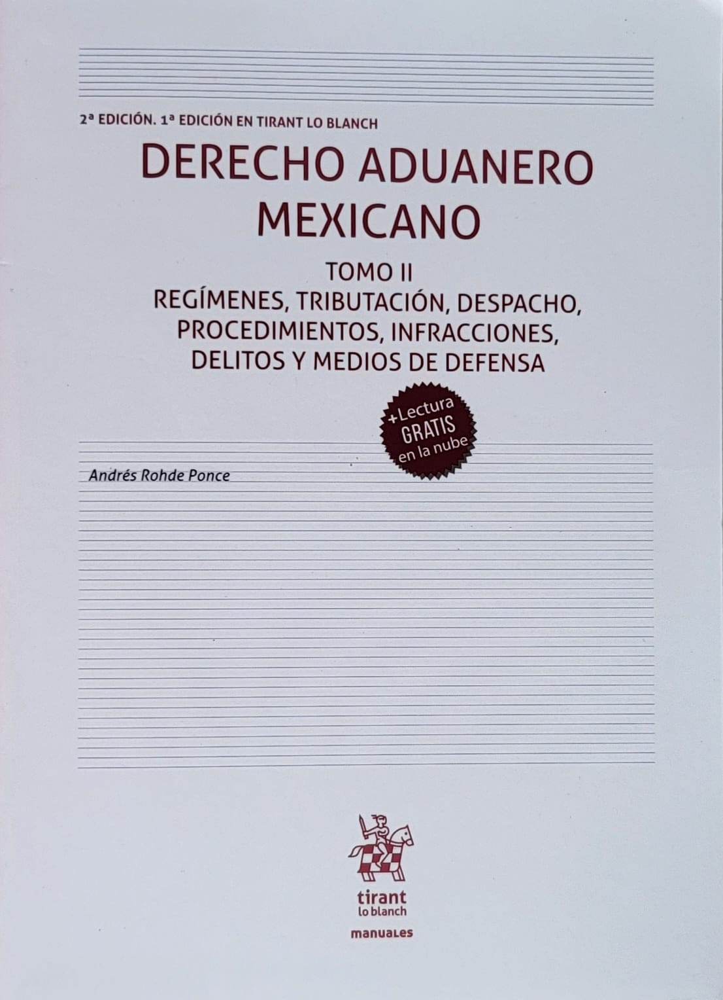 2ª EDICIÓN. 1ª EDICIÓN EN TIRANT LO BLANCH
DERECHO ADUANERO
MEXICANO
TOMO II
REGÍMENES, TRIBUTACIÓN, DESPACHO,
PROCEDIMIENTOS, INFRACCIONES,
DELITOS Y MEDIOS DE DEFENSA
+Lectura
GRATIS
en la nube
Andrés Rohde Ponce
tirant
lo blanch
manuaLes